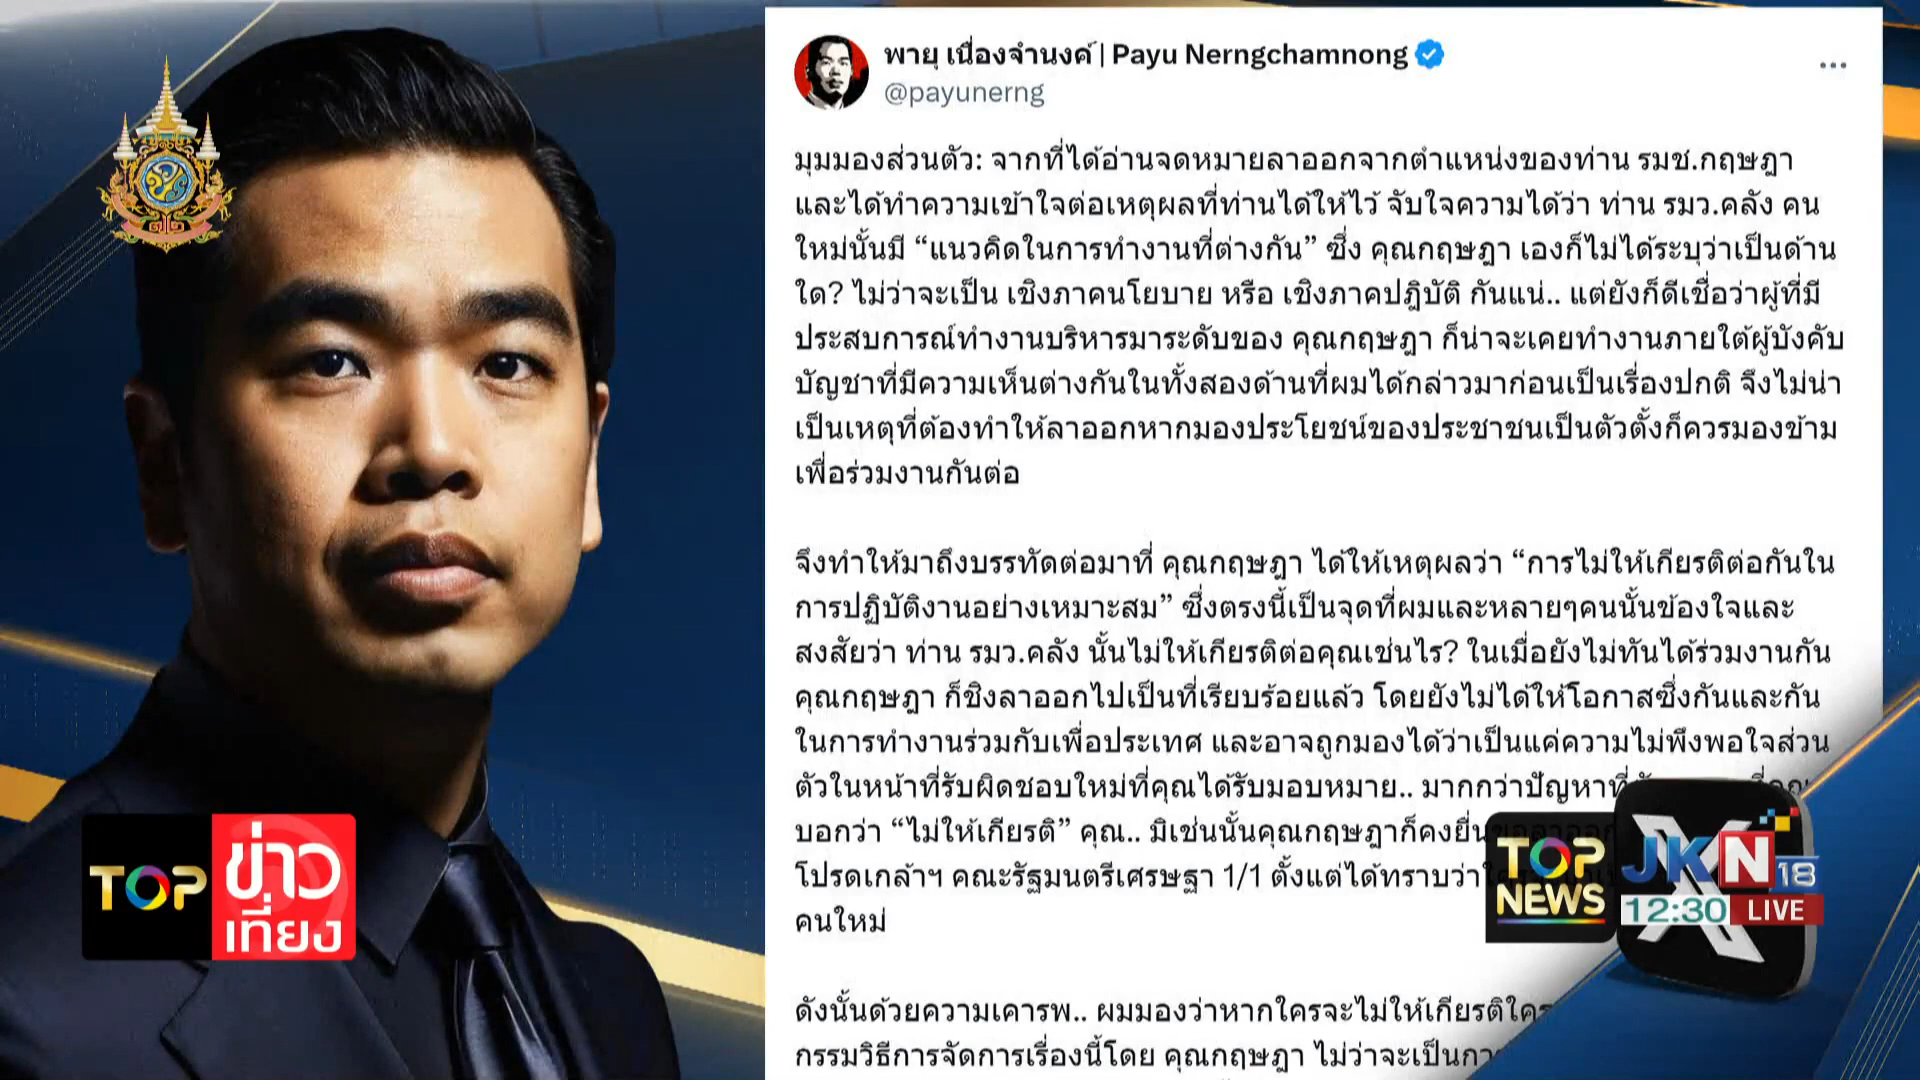 พายุ เนื่องจำนงค์ | Payu Nerngchamnong
@payunerng
มุมมองส่วนตัว: จากที่ได้อ่านจดหมายลาออกจากตำแหน่งของท่าน รมช.กฤษฎา
และได้ทำความเข้าใจต่อเหตุผลที่ท่านได้ให้ไว้ จับใจความได้ว่า ท่าน รมว.คลัง คน
ใหม่นั้นมี “แนวคิดในการทำงานที่ต่างกัน” ซึ่ง คุณกฤษฎา เองก็ไม่ได้ระบุว่าเป็นด้าน
ใด? ไม่ว่าจะเป็น เชิงภาคนโยบาย หรือ เชิงภาคปฏิบัติ กันแน่.. แต่ยังก็ดีเชื่อว่าผู้ที่มี
ประสบการณ์ทำงานบริหารมาระดับของ คุณกฤษฎา ก็น่าจะเคยทำงานภายใต้ผู้บังคับ
บัญชาที่มีความเห็นต่างกันในทั้งสองด้านที่ผมได้กล่าวมาก่อนเป็นเรื่องปกติ จึงไม่น่า
เป็นเหตุที่ต้องทำให้ลาออกหากมองประโยชน์ของประชาชนเป็นตัวตั้งก็ควรมองข้าม
เพื่อร่วมงานกันต่อ
จึงทำให้มาถึงบรรทัดต่อมาที่ คุณกฤษฎา ได้ให้เหตุผลว่า “การไม่ให้เกียรติต่อกันใน
การปฏิบัติงานอย่างเหมาะสม” ซึ่งตรงนี้เป็นจุดที่ผมและหลายๆคนนั้นข้องใจและ
สงสัยว่า ท่าน รมว.คลัง นั้นไม่ให้เกียรติต่อคุณเช่นไร? ในเมื่อยังไม่ทันได้ร่วมงานกัน
คุณกฤษฎา ก็ชิงลาออกไปเป็นที่เรียบร้อยแล้ว โดยยังไม่ได้ให้โอกาสซึ่งกันและกัน
ในการทำงานร่วมกับเพื่อประเทศ และอาจถูกมองได้ว่าเป็นแค่ความไม่พึงพอใจส่วน
ตัวในหน้าที่รับผิดชอบใหม่ที่คุณได้รับมอบหมาย.. มากกว่าปัญหาที่
บอกว่า “ไม่ให้เกียรติ” คุณ.. มิเช่นนั้นคุณกฤษฎาก็คงยื่นขอลาออก
โปรดเกล้าฯ คณะรัฐมนตรีเศรษฐา 1/1 ตั้งแต่ได้ทราบว่า
คนใหม่
ดังนั้นด้วยความเคารพ.. ผมมองว่าหากใครจะไม่ให้เกียรติใคร
กรรมวิธีการจัดการเรื่องนี้โดย คุณกฤษฎา ไม่ว่าจะเป็น
TOP ข่าวเที่ยง
TOP NEWS
JKN 18
12:30 LIVE